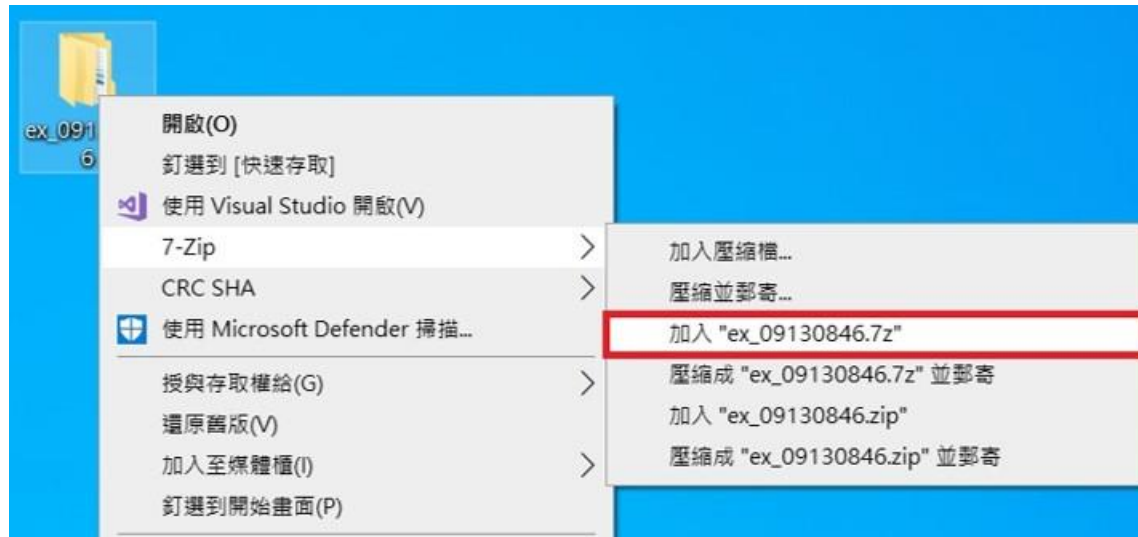 ex_091
6
開啟(O)
釘選到 [快速存取]
使用 Visual Studio 開啟(V)
7-Zip
CRC SHA
使用 Microsoft Defender 掃描...
授與存取權給(G)
還原舊版(V)
加入至媒體櫃(I)
釘選到開始畫面(P)
加入壓縮檔...
壓縮並郵寄...
加入 "ex_09130846.7z"
壓縮成 "ex_09130846.7z" 並郵寄
加入 "ex_09130846.zip"
壓縮成 "ex_09130846.zip" 並郵寄